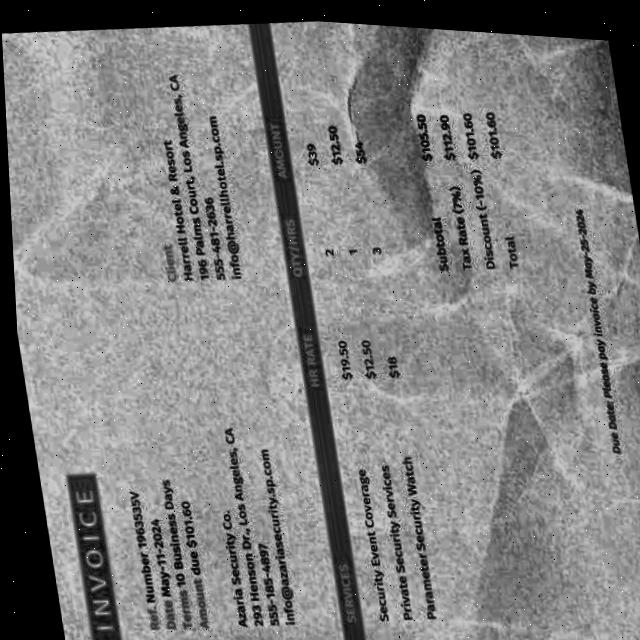 INVOICE
Ref. Number 1963535V
Date May-11-2024
Terms 10 Business Days
Amount due $101.60
Azaria Security Co.
293 Hemmer Dr., Los Angeles, CA
555-185-4697
info@azariasecurity.sp.com
Client
Harrell Hotel & Resort
196 Palms Court, Los Angeles, CA
555-481-2636
info@harrellhotel.sp.com
SERVICES HR RATE QTY/HRS AMOUNT
Security Event Coverage $19.50 2 $39
Private Security Services $12.50 1 $12.50
Parameter Security Watch $18 3 $54
Subtotal $105.50
Tax Rate (7%) $112.90
Discount (-10%) $101.60
Total $101.60
Due Date: Please pay invoice by May-25-2024